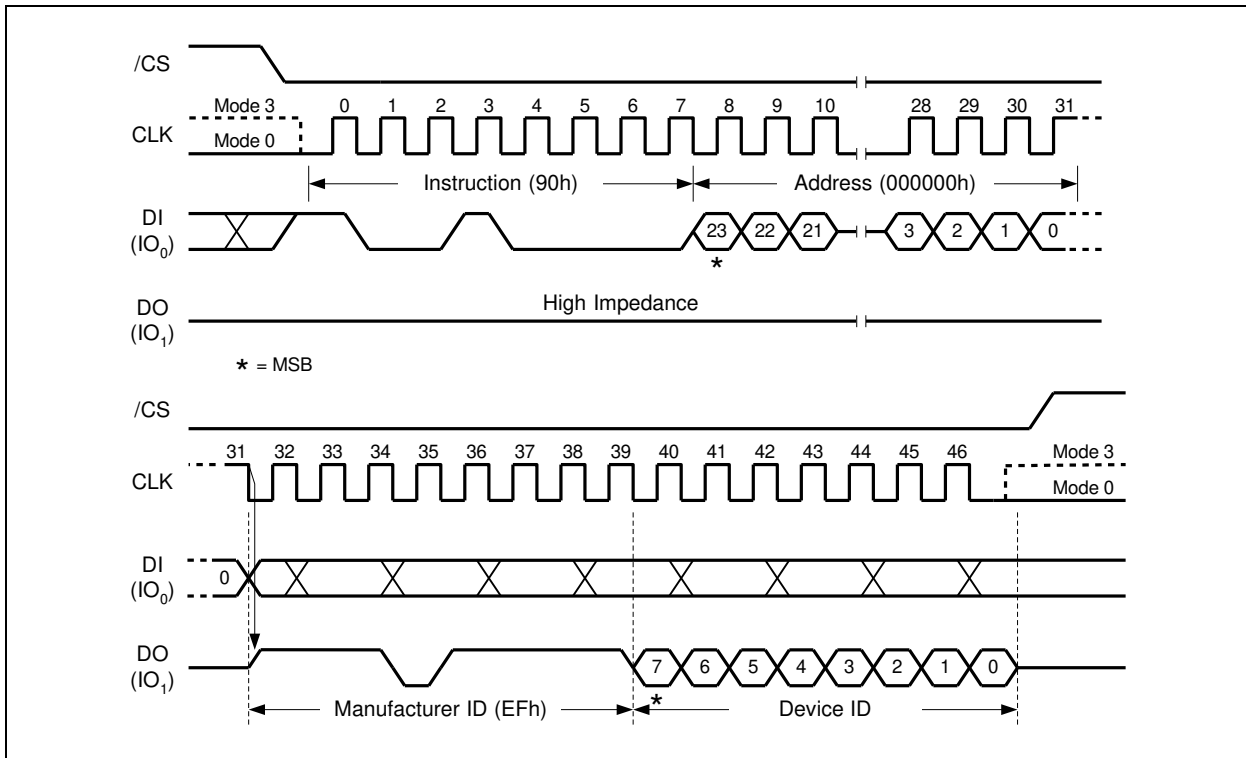 /CS
Mode 3
0 1 2 3 4 5 6 7 8 9 10 28 29 30 31
CLK
Mode 0
Instruction (90h) Address (000000h)
DI
(IO0)
23 22 21 3 2 1 0
*
DO
(IO1)
High Impedance
* = MSB
/CS
31 32 33 34 35 36 37 38 39 40 41 42 43 44 45 46
Mode 3
CLK
Mode 0
DI
(IO0)
0
DO
(IO1)
7 6 5 4 3 2 1 0
*
Manufacturer ID (EFh) Device ID